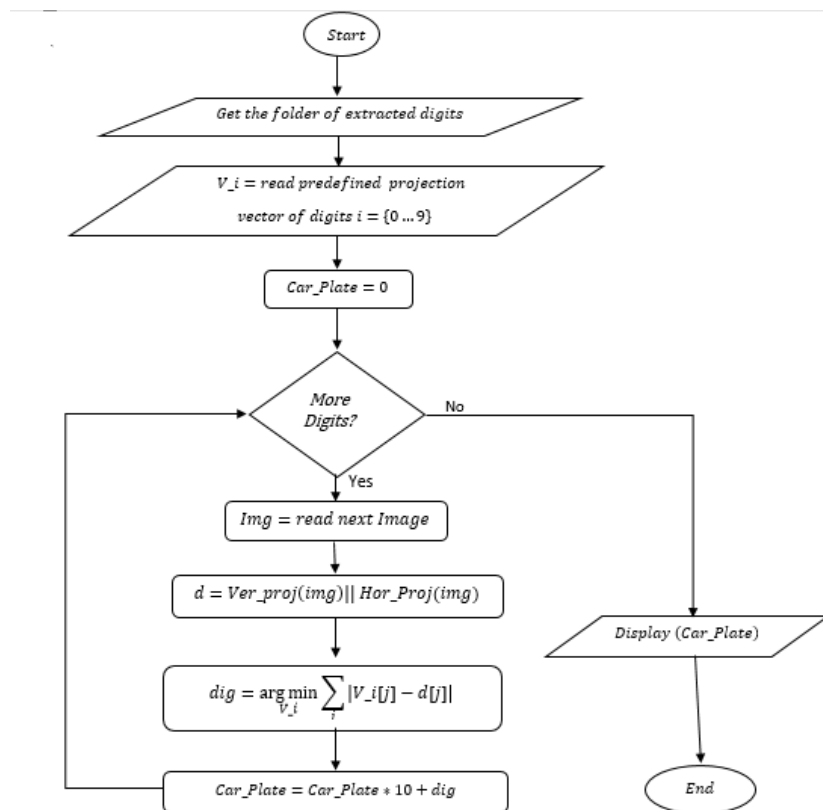 Start
Get the folder of extracted digits
V_i = read predefined projection
vector of digits i = {0 … 9}
Car_Plate = 0
More
Digits?
No
Yes
Img = read next Image
d = Ver_proj(img)|| Hor_Proj(img)
Display (Car_Plate)
dig = arg min V_i ∑ i |V_i[j] − d[j]|
Car_Plate = Car_Plate * 10 + dig
End